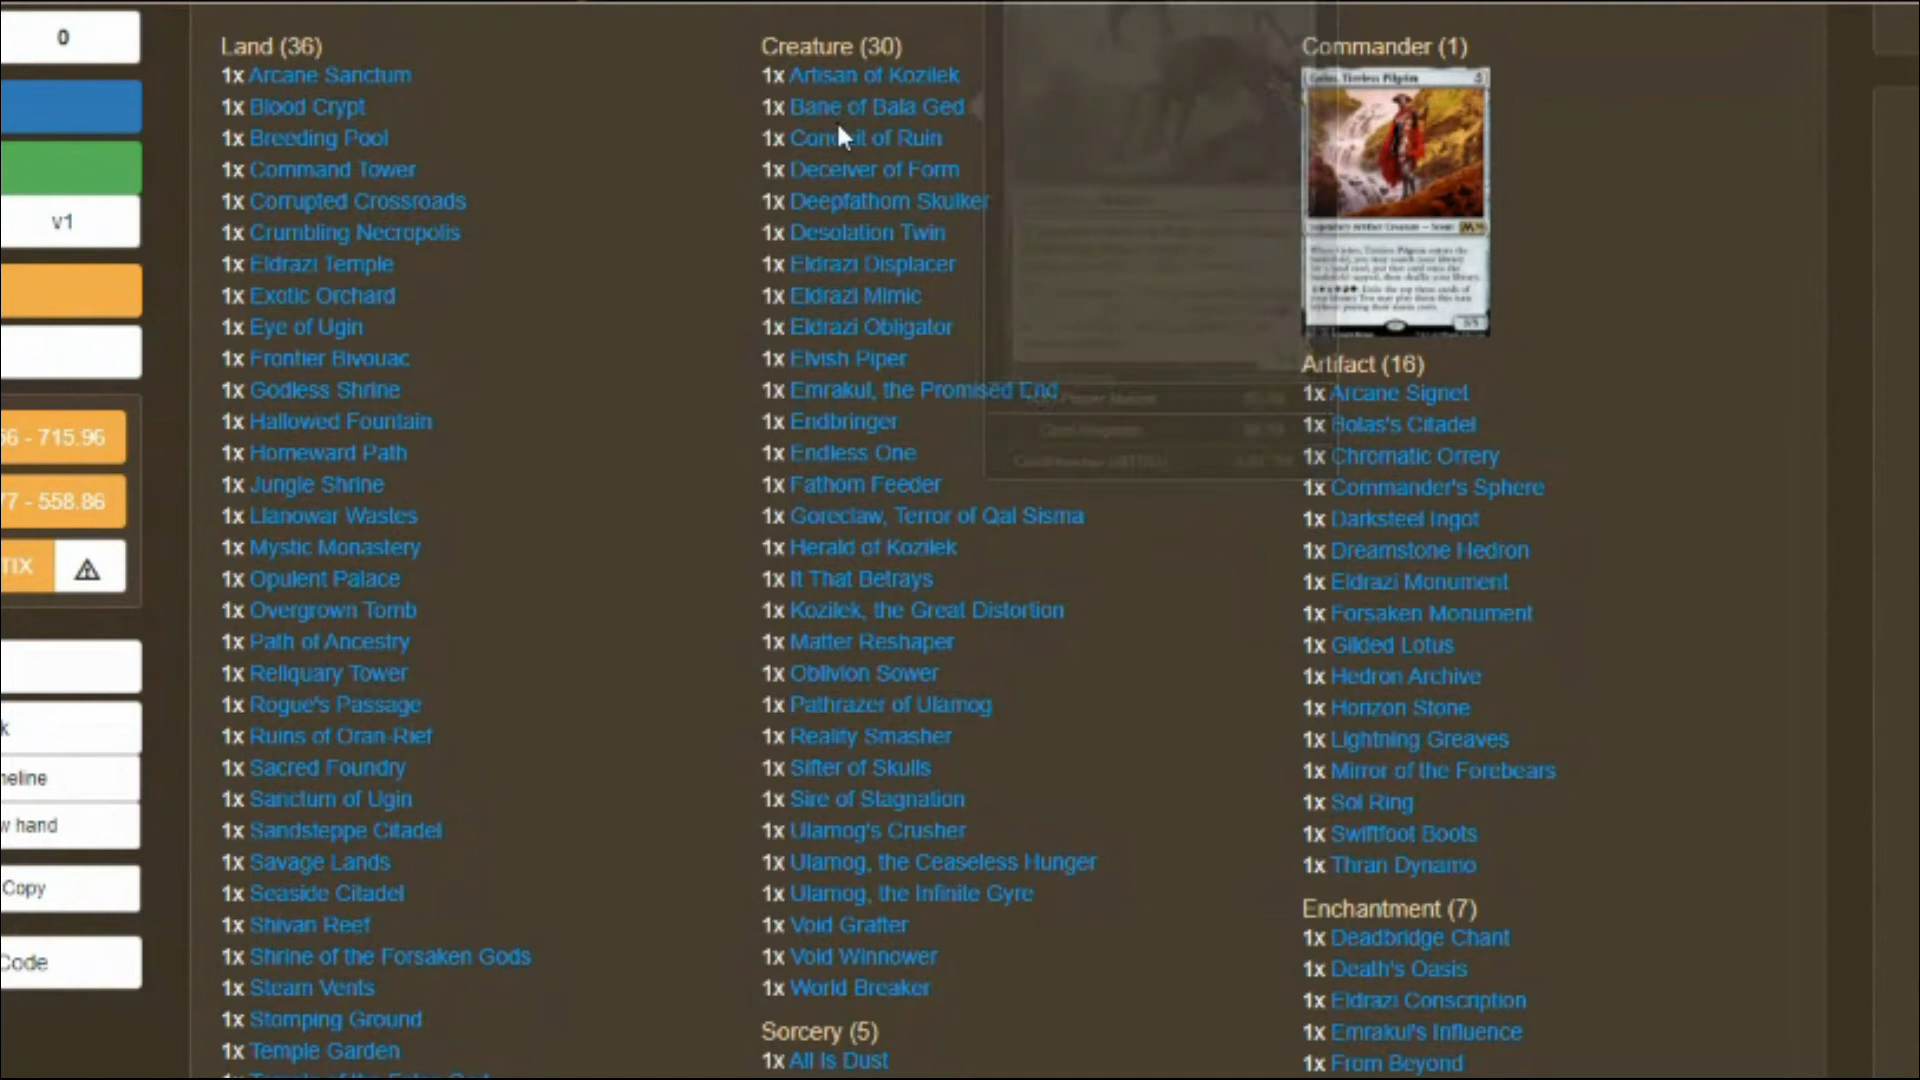 0
v1
66 - 715.96
77 - 558.86
TIX
k
neline
w hand
Copy
Code
Land (36)
1x Arcane Sanctum
1x Blood Crypt
1x Breeding Pool
1x Command Tower
1x Corrupted Crossroads
1x Crumbling Necropolis
1x Eldrazi Temple
1x Exotic Orchard
1x Eye of Ugin
1x Frontier Bivouac
1x Godless Shrine
1x Hallowed Fountain
1x Homeward Path
1x Jungle Shrine
1x Llanowar Wastes
1x Mystic Monastery
1x Opulent Palace
1x Overgrown Tomb
1x Path of Ancestry
1x Reliquary Tower
1x Rogue's Passage
1x Ruins of Oran-Rief
1x Sacred Foundry
1x Sanctum of Ugin
1x Sandsteppe Citadel
1x Savage Lands
1x Seaside Citadel
1x Shivan Reef
1x Shrine of the Forsaken Gods
1x Steam Vents
1x Stomping Ground
1x Temple Garden
Creature (30)
1x Artisan of Kozilek
1x Bane of Bala Ged
1x Conduit of Ruin
1x Deceiver of Form
1x Deepfathom Skulker
1x Desolation Twin
1x Eldrazi Displacer
1x Eldrazi Mimic
1x Eldrazi Obligator
1x Elvish Piper
1x Emrakul, the Promised End
1x Endbringer
1x Endless One
1x Fathom Feeder
1x Goreclaw, Terror of Qal Sisma
1x Herald of Kozilek
1x It That Betrays
1x Kozilek, the Great Distortion
1x Matter Reshaper
1x Oblivion Sower
1x Pathrazer of Ulamog
1x Reality Smasher
1x Sifter of Skulls
1x Sire of Stagnation
1x Ulamog's Crusher
1x Ulamog, the Ceaseless Hunger
1x Ulamog, the Infinite Gyre
1x Void Grafter
1x Void Winnower
1x World Breaker
Sorcery (5)
1x All Is Dust
Commander (1)
Golos, Tireless Pilgrim
Artifact (16)
1x Arcane Signet
1x Bolas's Citadel
1x Chromatic Orrery
1x Commander's Sphere
1x Darksteel Ingot
1x Dreamstone Hedron
1x Eldrazi Monument
1x Forsaken Monument
1x Gilded Lotus
1x Hedron Archive
1x Horizon Stone
1x Lightning Greaves
1x Mirror of the Forebears
1x Sol Ring
1x Swiftfoot Boots
1x Thran Dynamo
Enchantment (7)
1x Deadbridge Chant
1x Death's Oasis
1x Eldrazi Conscription
1x Emrakul's Influence
1x From Beyond